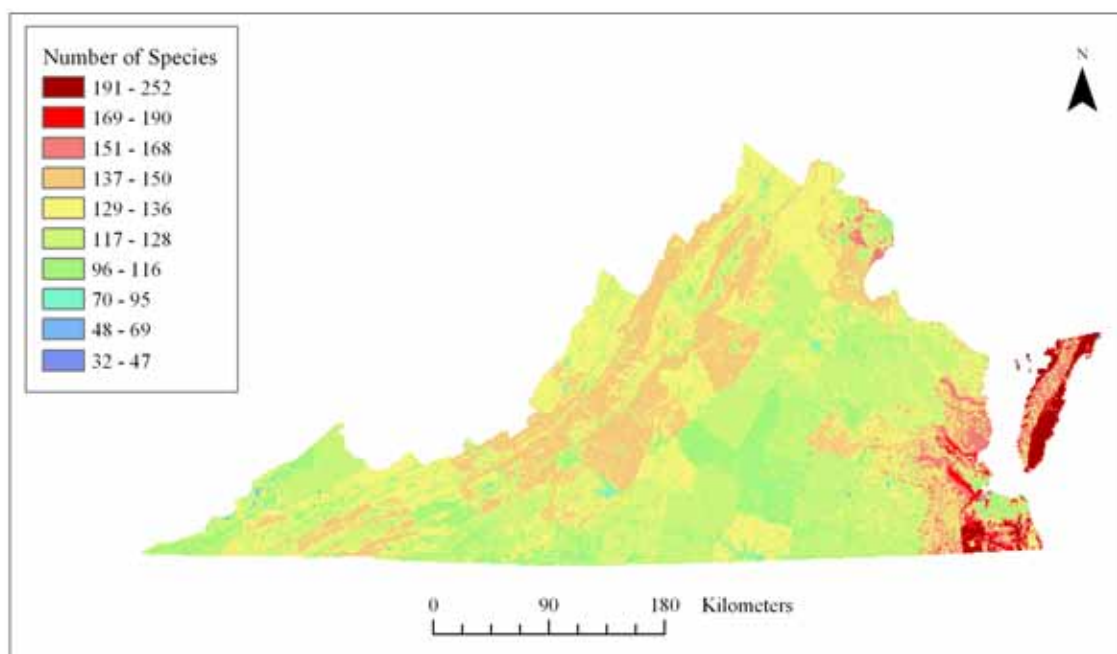 Number of Species
191 - 252
169 - 190
151 - 168
137 - 150
129 - 136
117 - 128
96 - 116
70 - 95
48 - 69
32 - 47
N
0 90 180 Kilometers